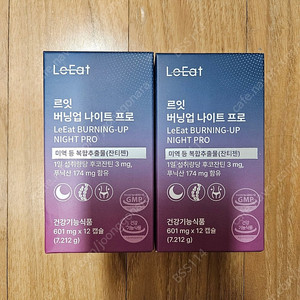 LeEat
르잇
버닝업 나이트 프로
LeEat BURNING-UP
NIGHT PRO
미역 등 복합추출물(잔티젠)
1일 섭취량당 후코잔틴 3 mg,
푸닉산 174 mg 함유
GMP
건강기능식품
601 mg x 12 캡슐
(7.212 g)
LeEat
르잇
버닝업 나이트 프로
LeEat BURNING-UP
NIGHT PRO
미역 등 복합추출물(잔티젠)
1일 섭취량당 후코잔틴 3 mg,
푸닉산 174 mg 함유
GMP
건강기능식품
601 mg x 12 캡슐
(7.212 g)